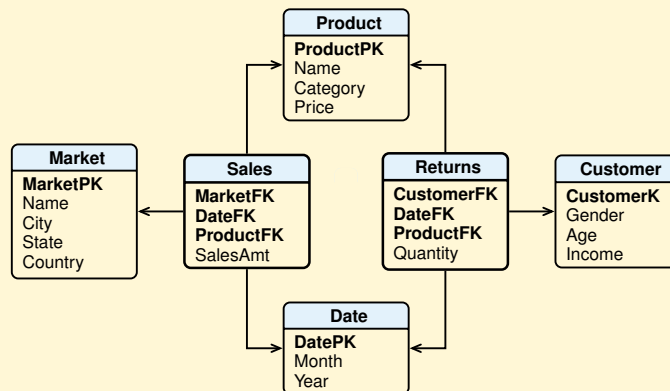 Product
ProductPK
Name
Category
Price
Market
MarketPK
Name
City
State
Country
Sales
MarketFK
DateFK
ProductFK
SalesAmt
Returns
CustomerFK
DateFK
ProductFK
Quantity
Customer
CustomerK
Gender
Age
Income
Date
DatePK
Month
Year